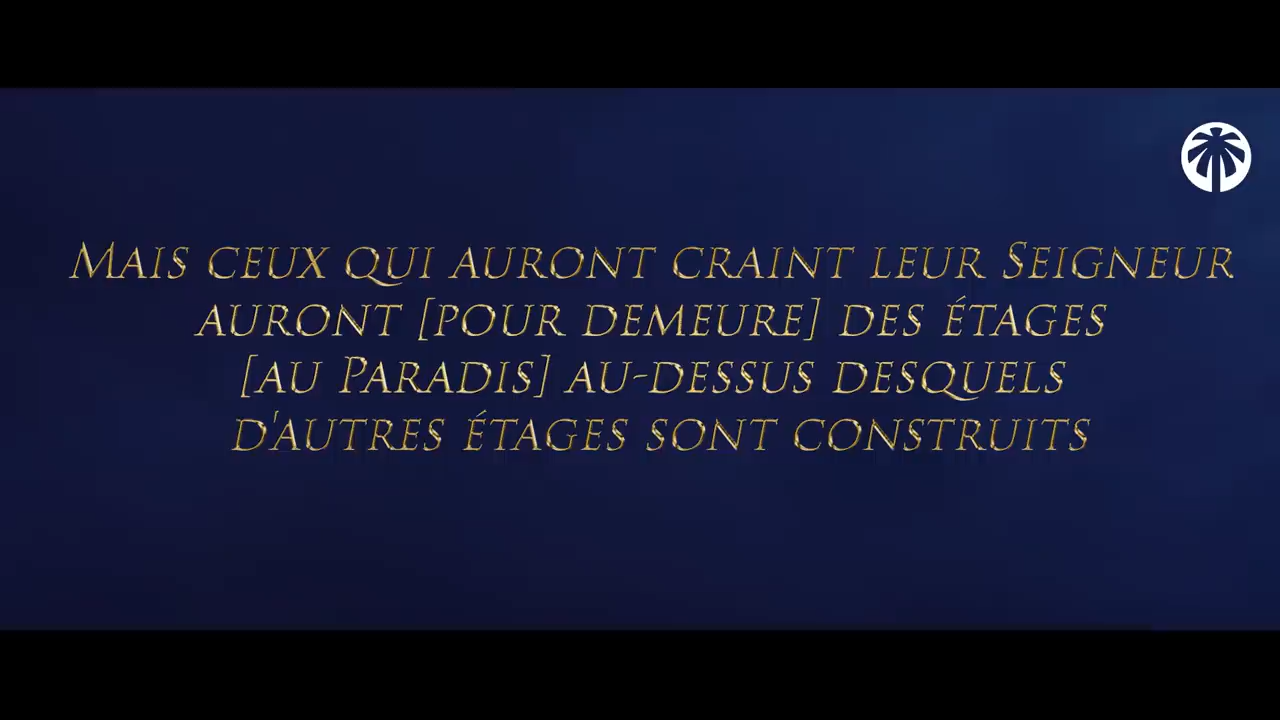 Mais ceux qui auront craint leur Seigneur
auront [pour demeure] des étages
[au Paradis] au-dessus desquels
d'autres étages sont construits